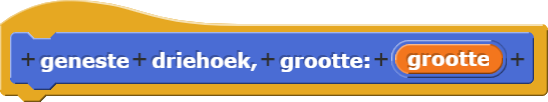 + geneste + driehoek, + grootte: + grootte +